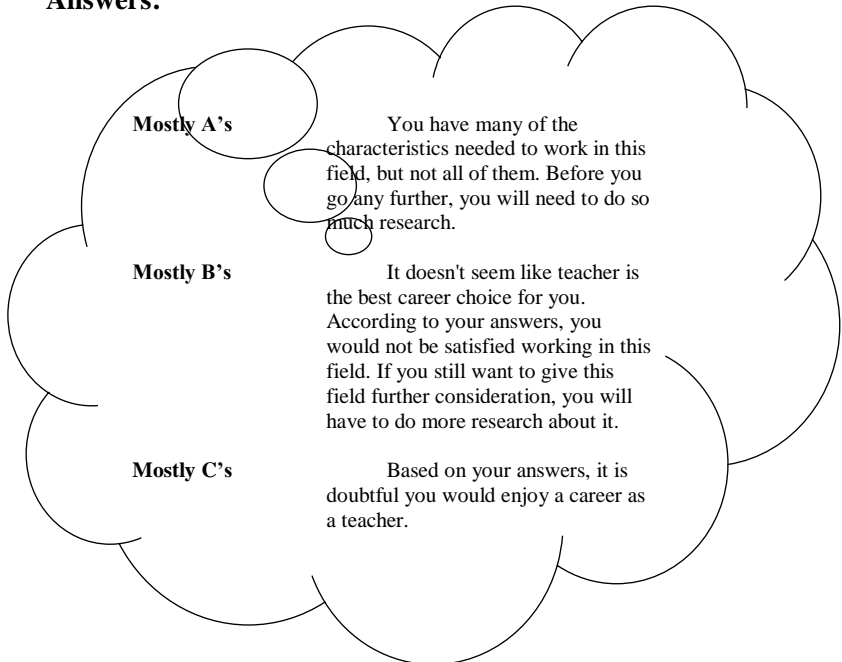 Answers:
Mostly A's You have many of the
characteristics needed to work in this
field, but not all of them. Before you
go any further, you will need to do so
much research.
Mostly B's It doesn't seem like teacher is
the best career choice for you.
According to your answers, you
would not be satisfied working in this
field. If you still want to give this
field further consideration, you will
have to do more research about it.
Mostly C's Based on your answers, it is
doubtful you would enjoy a career as
a teacher.